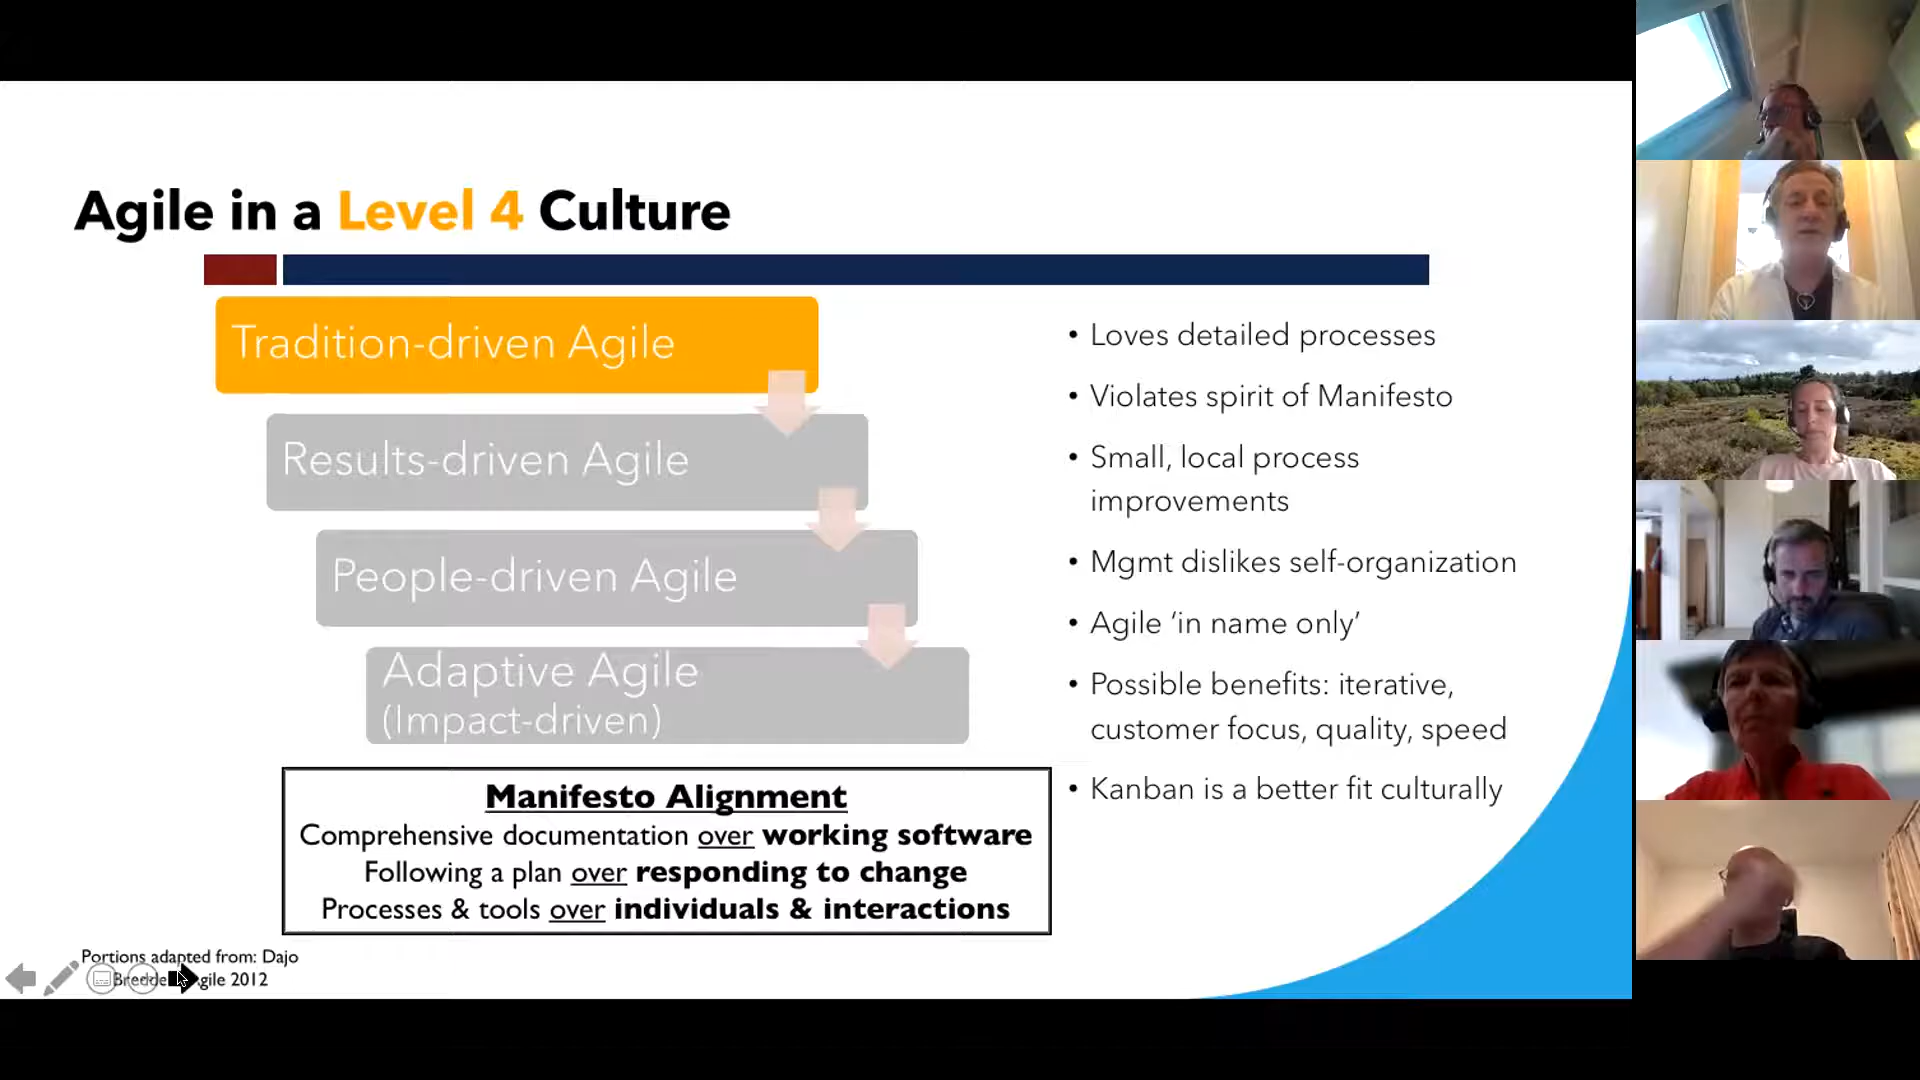 Agile in a Level 4 Culture
Tradition-driven Agile
Results-driven Agile
People-driven Agile
Adaptive Agile
(Impact-driven)
• Loves detailed processes
• Violates spirit of Manifesto
• Small, local process
improvements
• Mgmt dislikes self-organization
• Agile ‘in name only’
• Possible benefits: iterative,
customer focus, quality, speed
• Kanban is a better fit culturally
Manifesto Alignment
Comprehensive documentation over working software
Following a plan over responding to change
Processes & tools over individuals & interactions
Portions adapted from: Dajo
2012